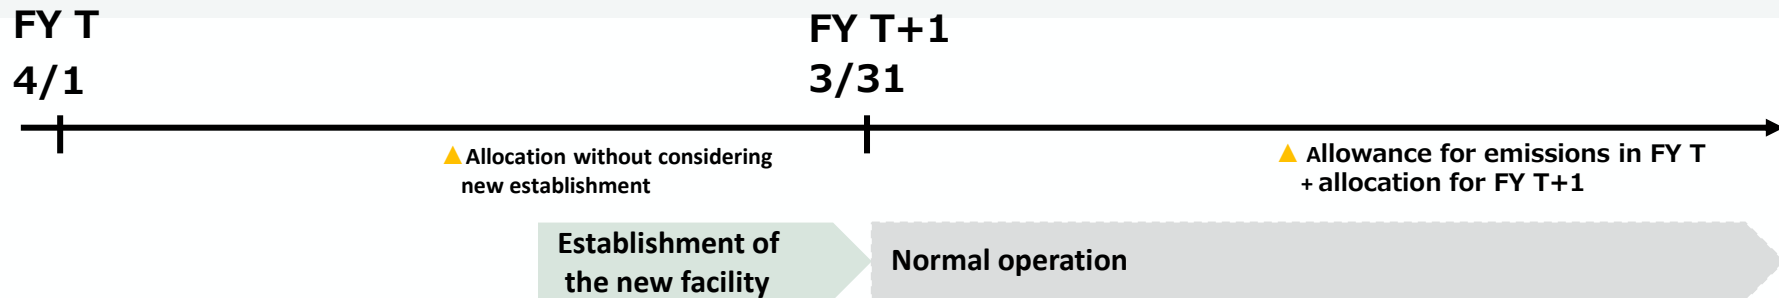 FY T
4/1
FY T+1
3/31
▲Allocation without considering
new establishment
▲ Allowance for emissions in FY T
+ allocation for FY T+1
Establishment of
the new facility
Normal operation